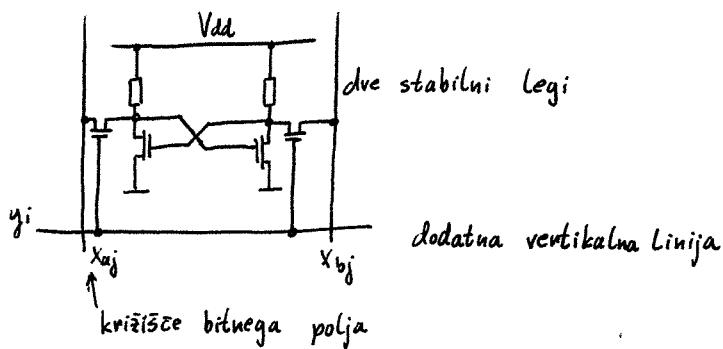 Vdd
dve stabilni legi
yi
dodatna vertikalna linija
xaj
xbj
križišče bitnega polja